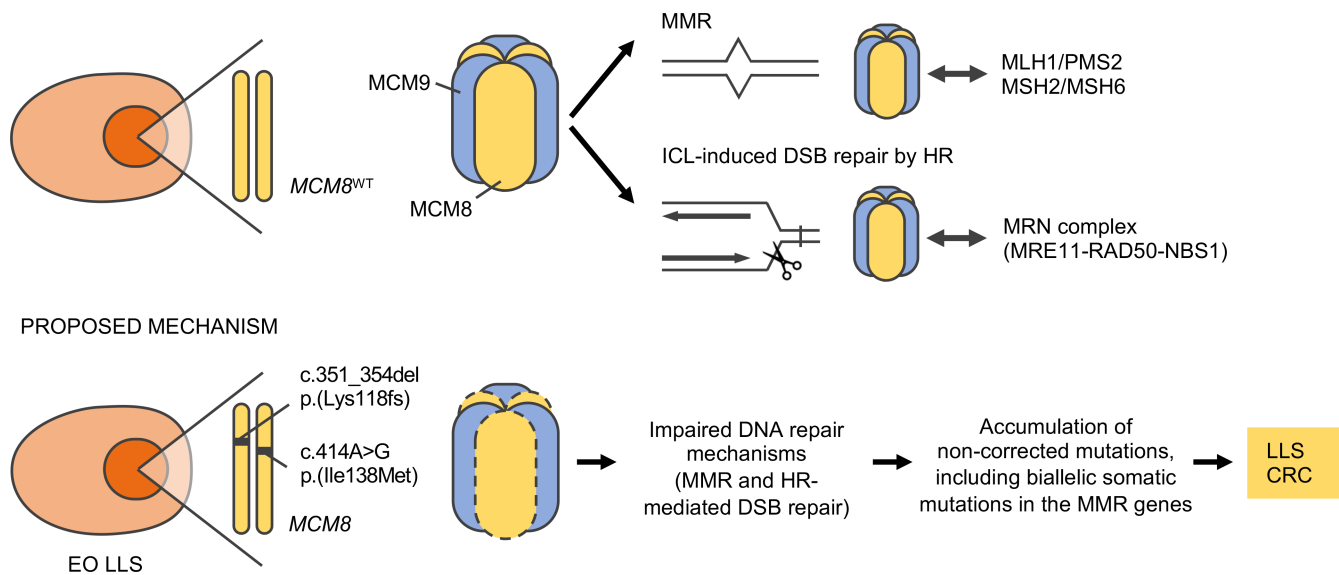 MMR
MCM9
MLH1/PMS2
MSH2/MSH6
MCM8WT
MCM8
ICL-induced DSB repair by HR
MRN complex
(MRE11-RAD50-NBS1)
PROPOSED MECHANISM
c.351_354del
p.(Lys118fs)
c.414A>G
p.(Ile138Met)
MCM8
EO LLS
Impaired DNA repair
mechanisms
(MMR and HR-
mediated DSB repair)
Accumulation of
non-corrected mutations,
including biallelic somatic
mutations in the MMR genes
LLS
CRC